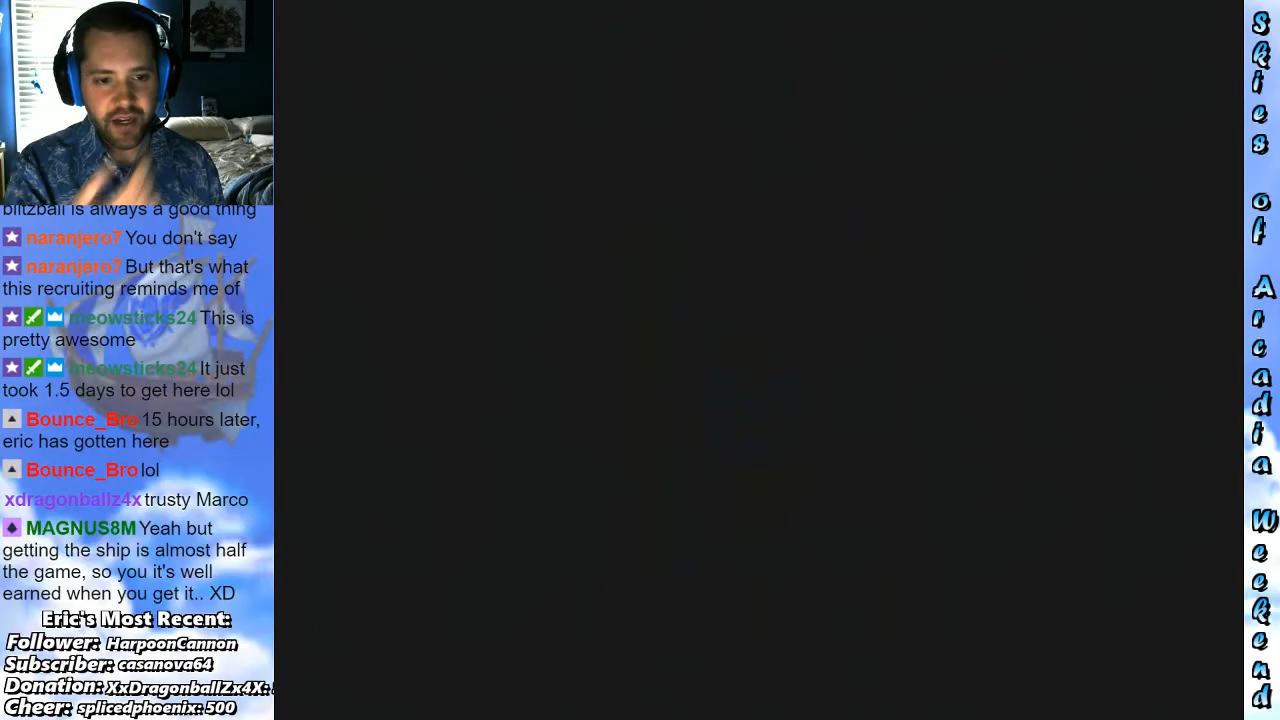 blitzball is always a good thing
naranjero7 You don't say
naranjero7 But that's what
this recruiting reminds me of
meowsticks24 This is
pretty awesome
meowsticks24 It just
took 1.5 days to get here lol
Bounce_Bro 15 hours later,
eric has gotten here
Bounce_Bro lol
xdragonballz4x trusty Marco
MAGNUS8M Yeah but
getting the ship is almost half
the game, so you it's well
earned when you get it.. XD
Eric's Most Recent:
Follower: HarpoonCannon
Subscriber: casanova64
Donation: XxDragonballZx4X:
Cheer: splicedphoenix: 500
Skies of Arcadia Weekend